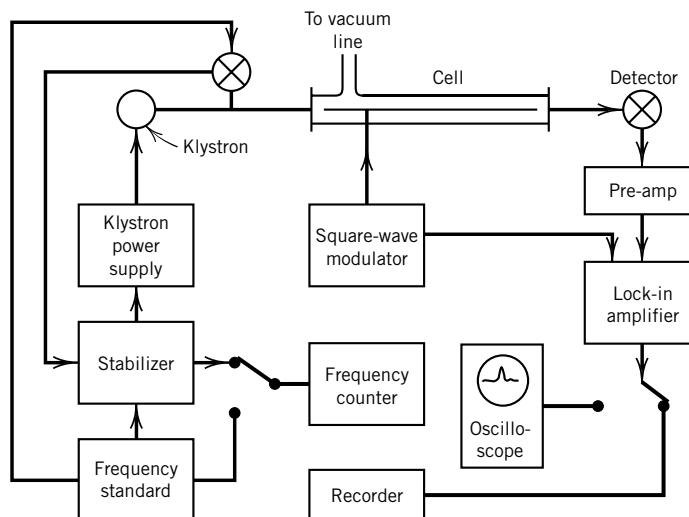 To vacuum
line
Cell
Detector
Klystron
Pre-amp
Klystron
power
supply
Square-wave
modulator
Lock-in
amplifier
Stabilizer
Frequency
counter
Oscillo-
scope
Frequency
standard
Recorder